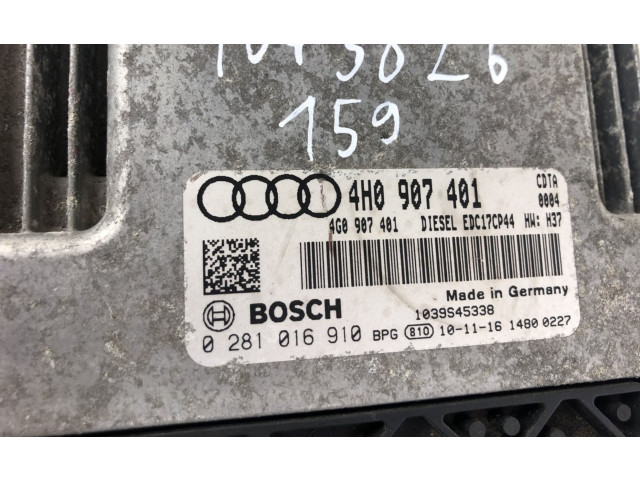 159
4H0 907 401
CDTA
0004
4G0 907 401 DIESEL EDC17CP44 HW: H37
Made in Germany
BOSCH
1039S45338
0 281 016 910 BPG 810 10-11-16 1480 0227